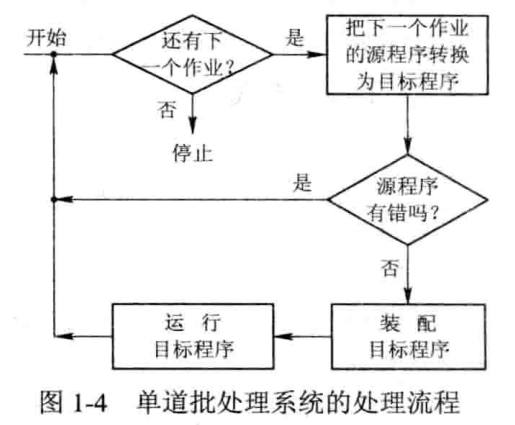 开始
还有下
一个作业？
是
把下一个作业
的源程序转换
为目标程序
否
停止
是
源程序
有错吗？
否
运 行
目标程序
装 配
目标程序
图 1-4 单道批处理系统的处理流程